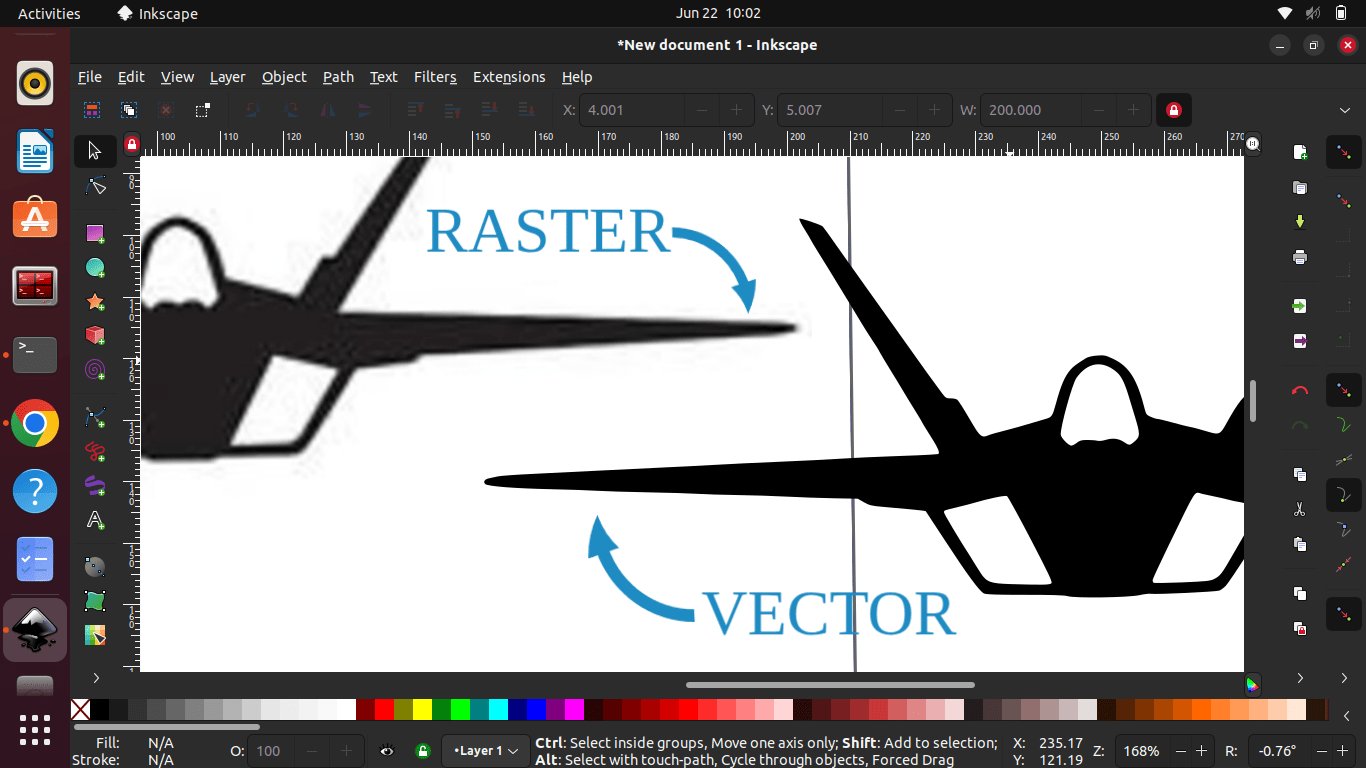 Activities Inkscape Jun 22 10:02
*New document 1 - Inkscape
File Edit View Layer Object Path Text Filters Extensions Help
X: 4.001 Y: 5.007 W: 200.000
100 110 120 130 140 150 160 170 180 190 200 210 220 230 240 250 260 270
RASTER
VECTOR
Fill: N/A O: 100 •Layer 1 Ctrl: Select inside groups, Move one axis only; Shift: Add to selection; X: 235.17 Z: 168% R: -0.76°
Stroke: N/A Alt: Select with touch-path, Cycle through objects, Forced Drag Y: 121.19